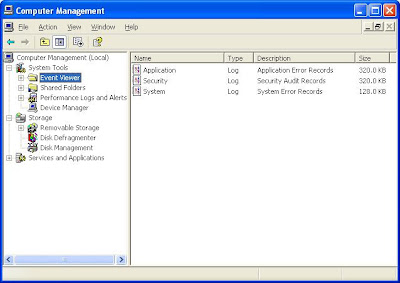 Computer Management
File Action View Window Help
Computer Management (Local)
System Tools
Event Viewer
Shared Folders
Performance Logs and Alerts
Device Manager
Storage
Removable Storage
Disk Defragmenter
Disk Management
Services and Applications
Name Type Description Size
Application Log Application Error Records 320.0 KB
Security Log Security Audit Records 320.0 KB
System Log System Error Records 128.0 KB